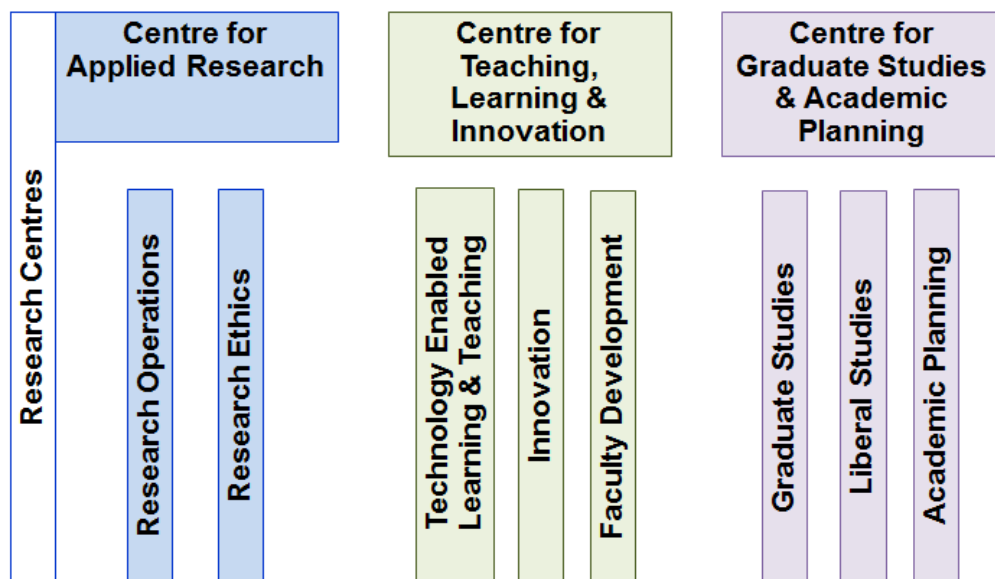 Research Centres
Centre for
Applied Research
Research Operations
Research Ethics
Centre for
Teaching,
Learning &
Innovation
Technology Enabled
Learning & Teaching
Innovation
Faculty Development
Centre for
Graduate Studies
& Academic
Planning
Graduate Studies
Liberal Studies
Academic Planning